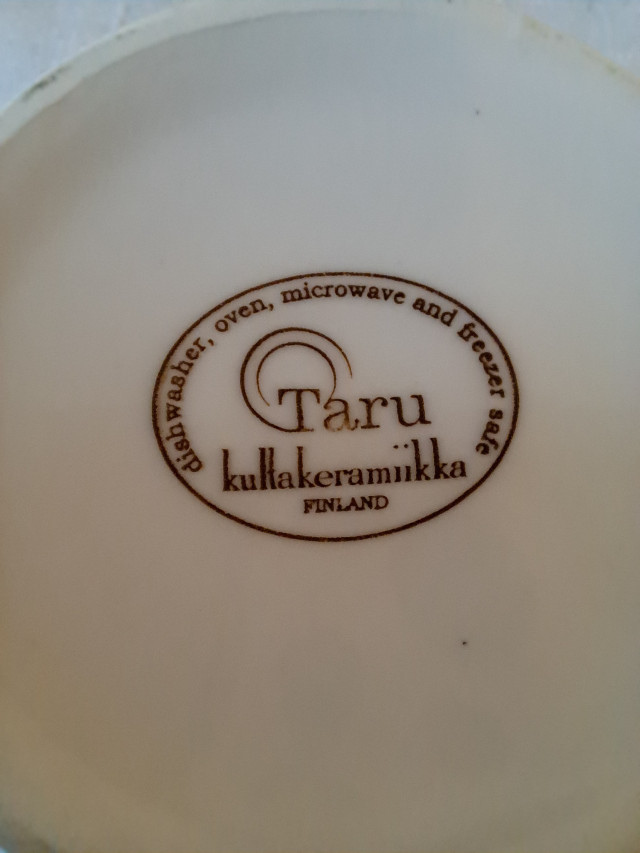 dishwasher, oven, microwave and freezer safe
Taru
kultakeramiikka
FINLAND